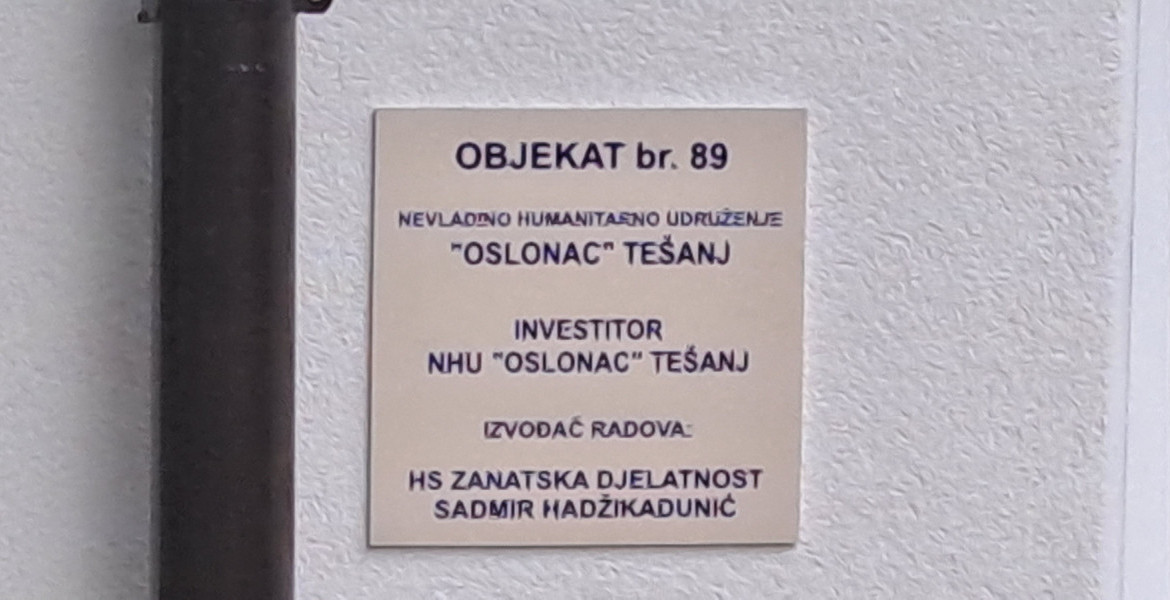 OBJEKAT br. 89
NEVLADINO HUMANITARNO UDRUŽENJE
"OSLONAC" TEŠANJ
INVESTITOR
NHU "OSLONAC" TEŠANJ
IZVOĐAČ RADOVA:
HS ZANATSKA DJELATNOST
SADMIR HADŽIKADUNIĆ